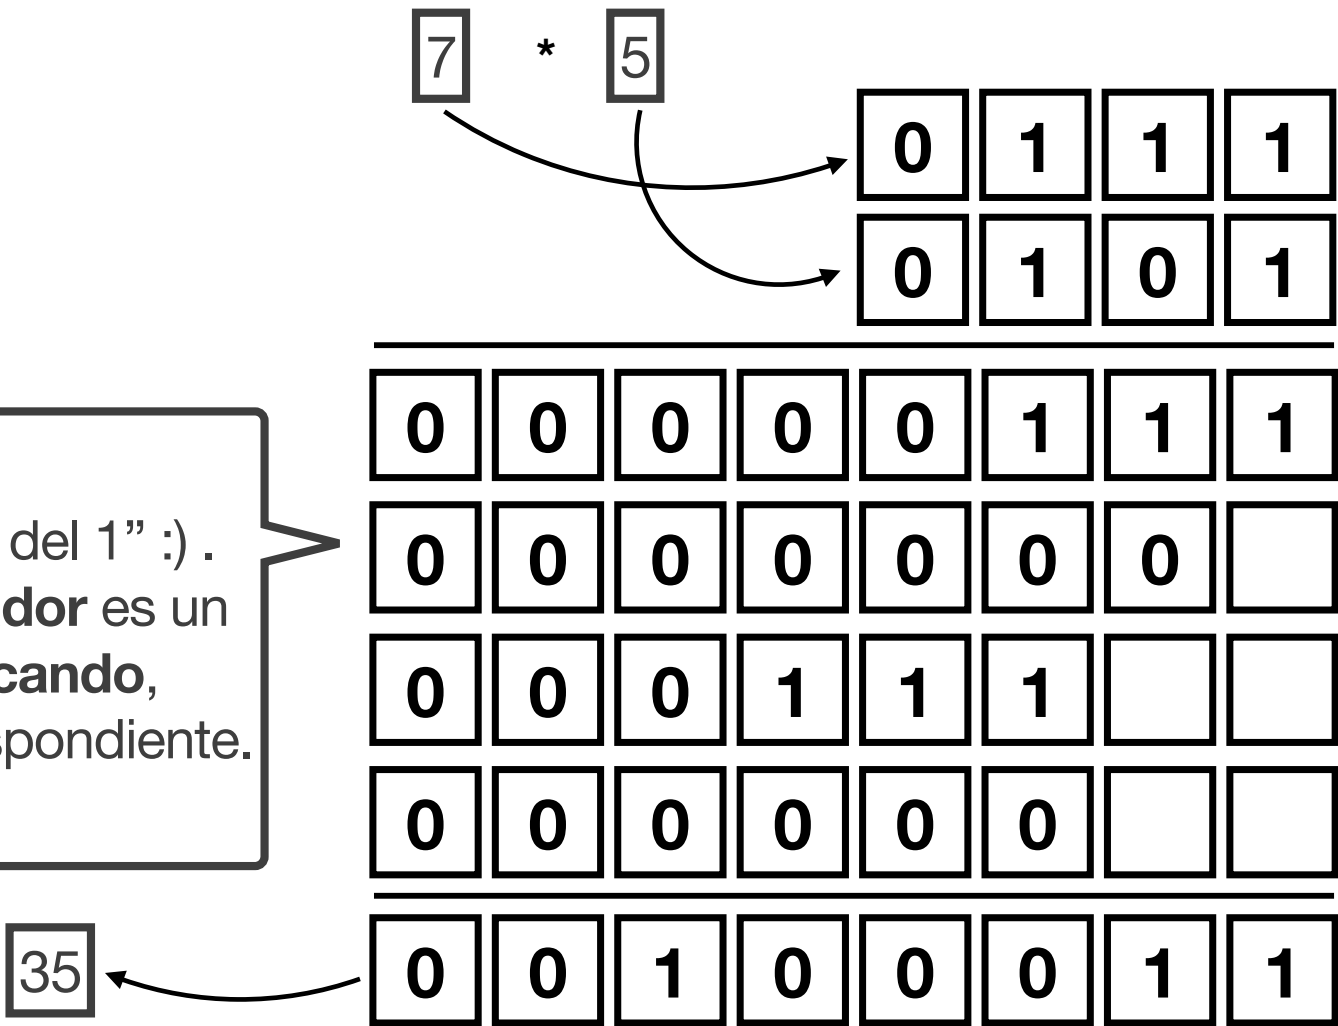 7 * 5
0 1 1 1
0 1 0 1
0 0 0 0 0 1 1 1
0 0 0 0 0 0 0
0 0 0 1 1 1
0 0 0 0 0 0
del 1” :) .
dor es un
cando,
spondiente.
35
0 0 1 0 0 0 1 1